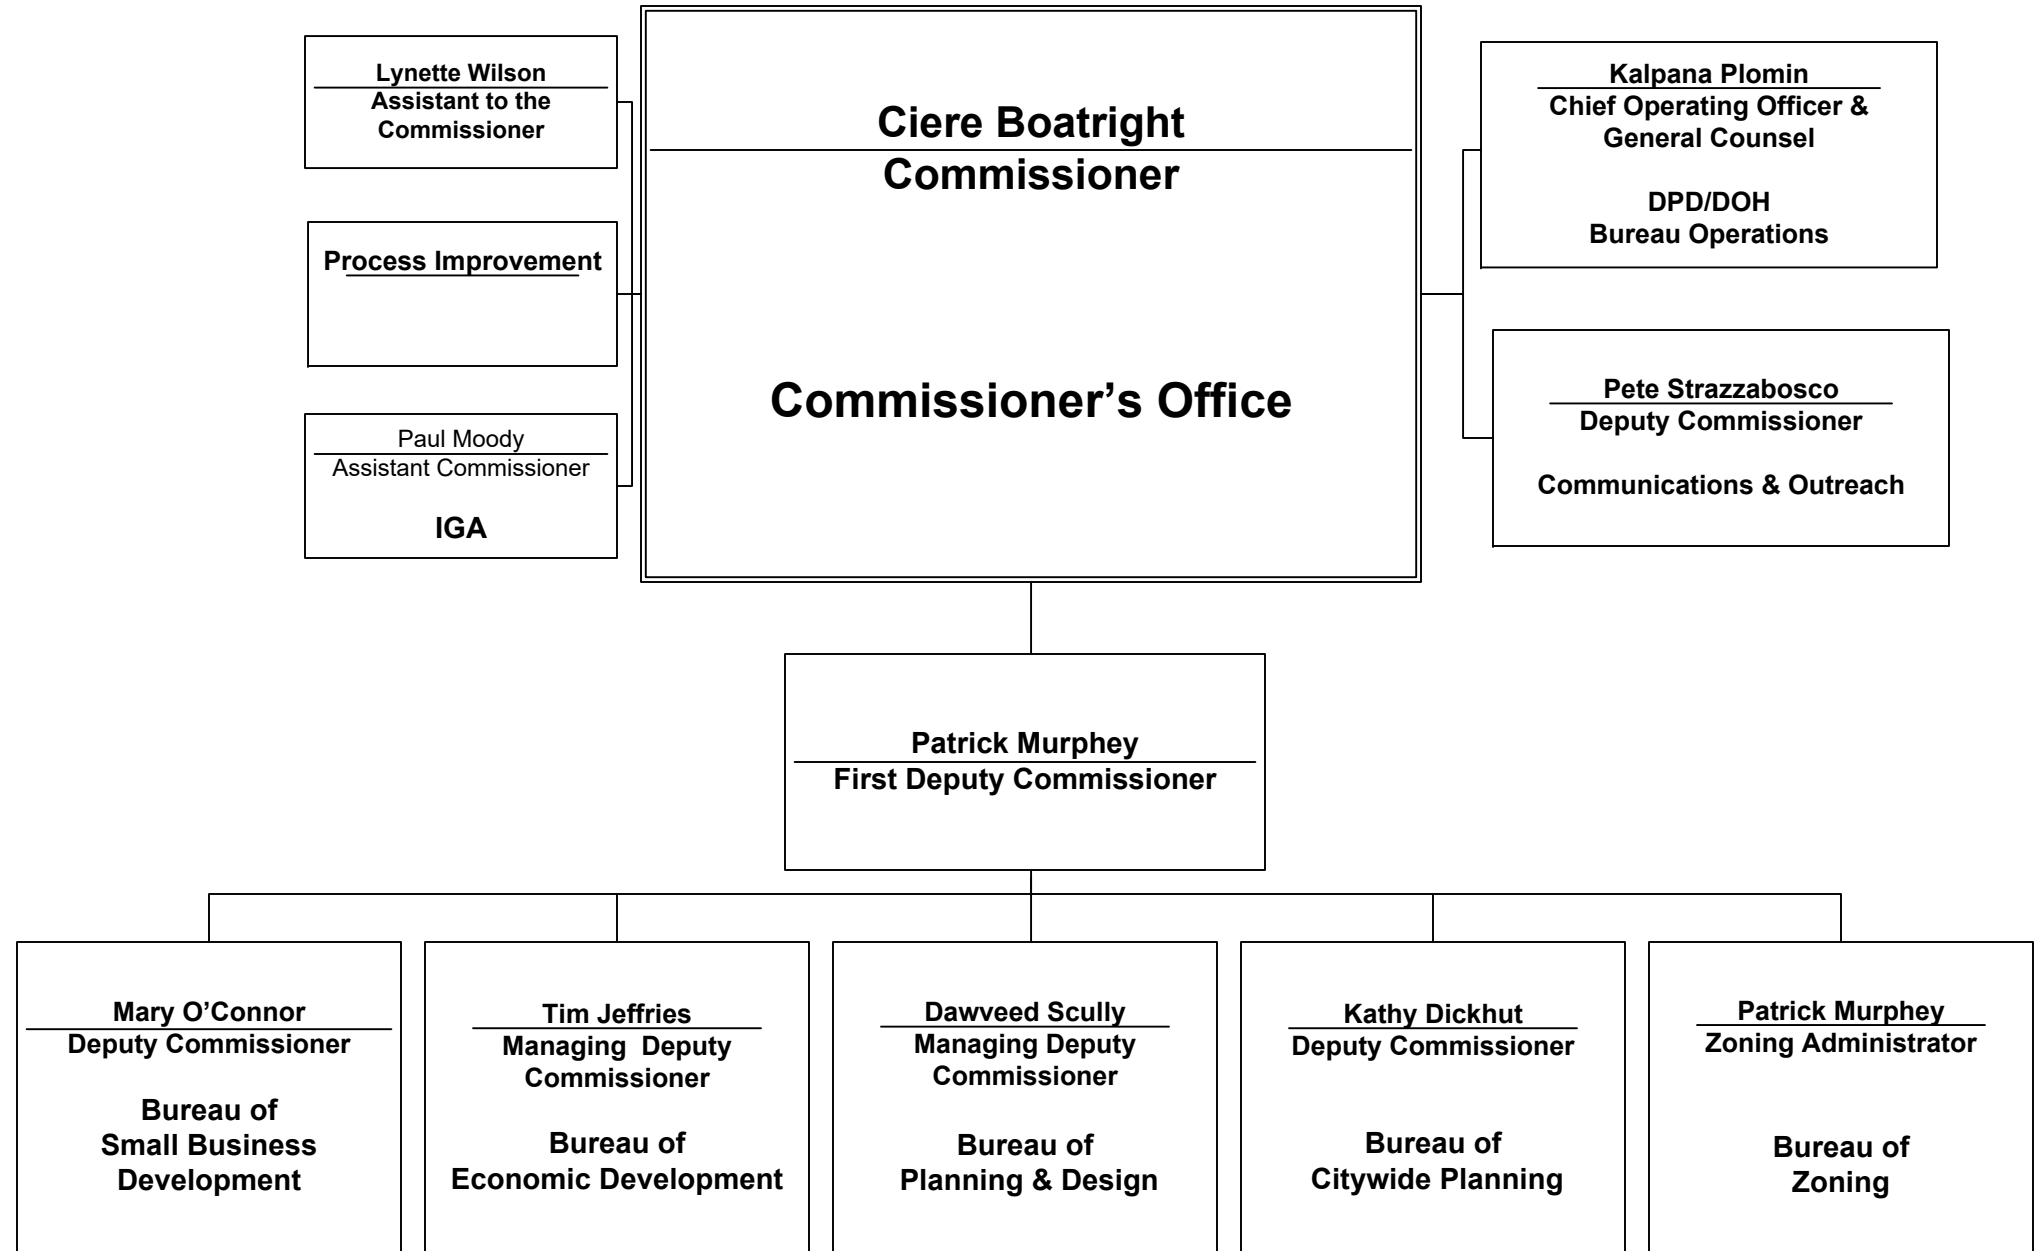 Lynette Wilson
Assistant to the
Commissioner
Process Improvement
Paul Moody
Assistant Commissioner
IGA
Ciere Boatright
Commissioner
Commissioner’s Office
Kalpana Plomin
Chief Operating Officer &
General Counsel
DPD/DOH
Bureau Operations
Pete Strazzabosco
Deputy Commissioner
Communications & Outreach
Patrick Murphey
First Deputy Commissioner
Mary O’Connor
Deputy Commissioner
Bureau of
Small Business
Development
Tim Jeffries
Managing Deputy
Commissioner
Bureau of
Economic Development
Dawveed Scully
Managing Deputy
Commissioner
Bureau of
Planning & Design
Kathy Dickhut
Deputy Commissioner
Bureau of
Citywide Planning
Patrick Murphey
Zoning Administrator
Bureau of
Zoning